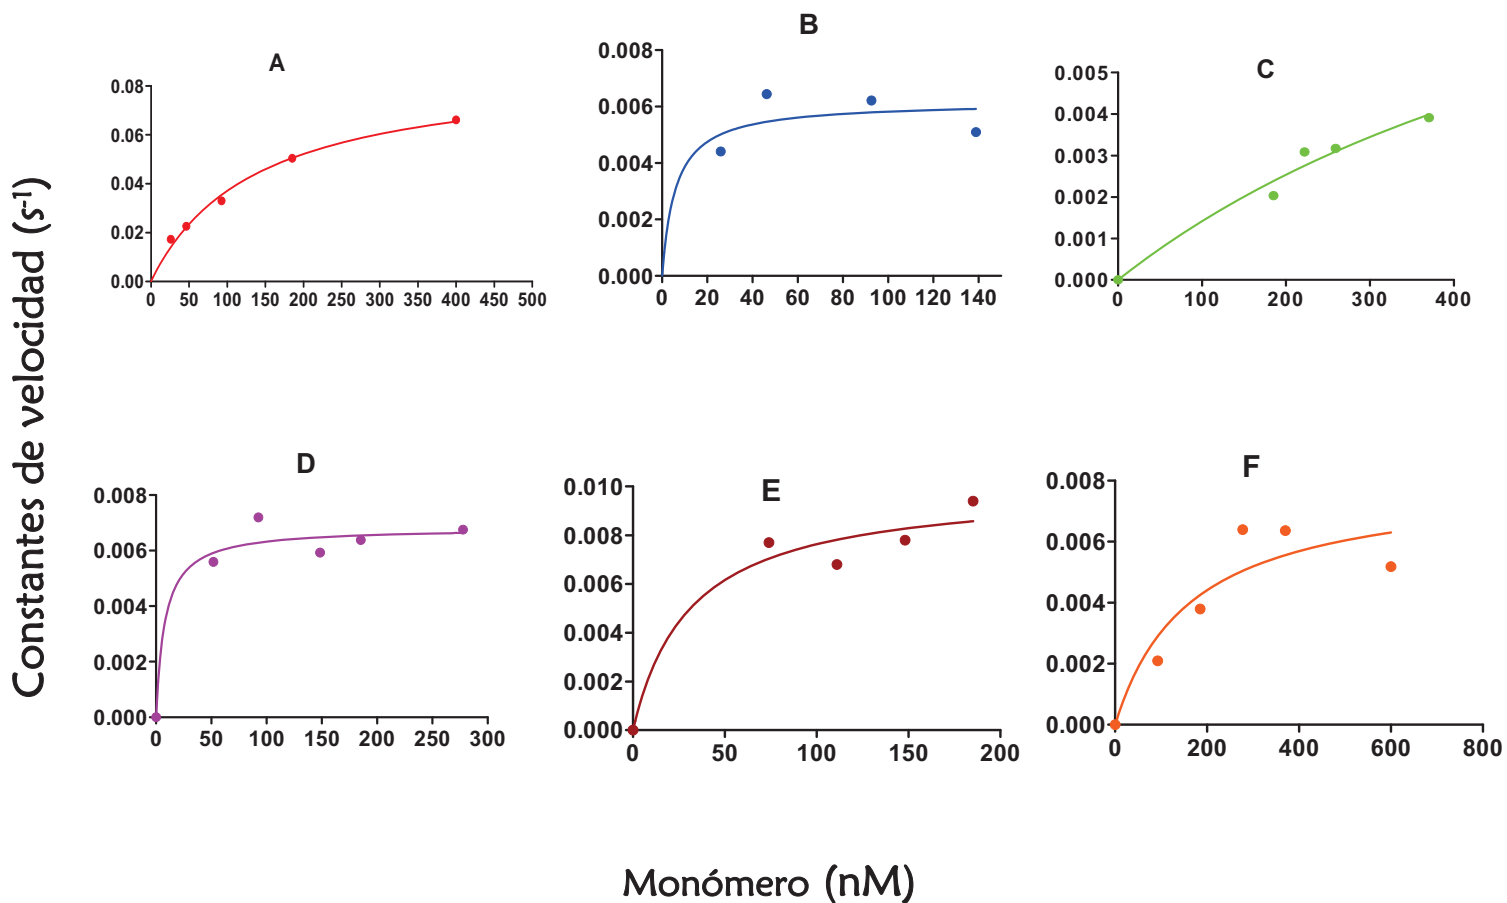 Constantes de velocidad (s-1)
A
0.08
0.06
0.04
0.02
0.00
0 50 100 150 200 250 300 350 400 450 500
B
0.008
0.006
0.004
0.002
0.000
0 20 40 60 80 100 120 140
C
0.005
0.004
0.003
0.002
0.001
0.000
0 100 200 300 400
D
0.008
0.006
0.004
0.002
0.000
0 50 100 150 200 250 300
E
0.010
0.008
0.006
0.004
0.002
0.000
0 50 100 150 200
F
0.008
0.006
0.004
0.002
0.000
0 200 400 600 800
Monómero (nM)